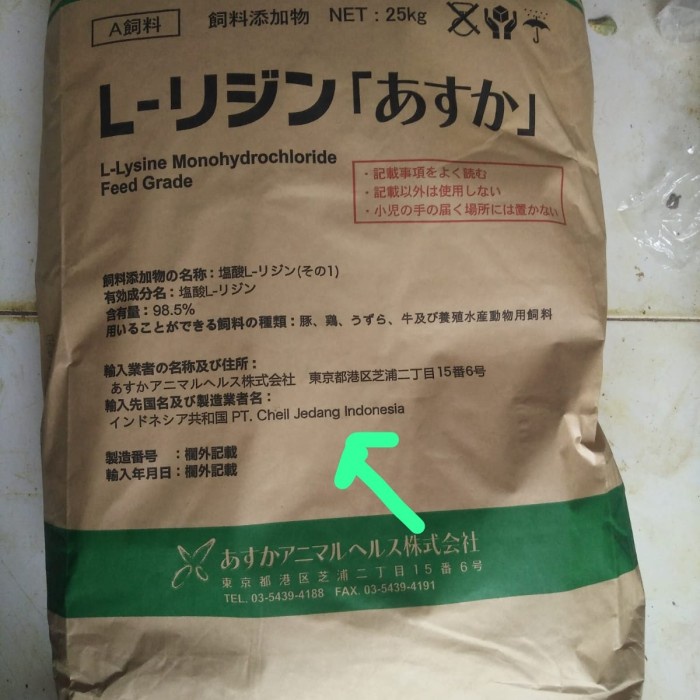 A飼料
飼料添加物 NET：25kg
L-リジン「あすか」
L-Lysine Monohydrochloride
Feed Grade
・記載事項をよく読む
・記載以外は使用しない
・小児の手の届く場所には置かない
飼料添加物の名称：塩酸L-リジン(その1)
有効成分名：塩酸L-リジン
含有量：98.5%
用いることができる飼料の種類：豚、鶏、うずら、牛及び養殖水産動物用飼料
輸入業者の名称及び住所：
あすかアニマルヘルス株式会社　東京都港区芝浦二丁目15番6号
輸入先国名及び製造業者名：
インドネシア共和国 PT. Cheil Jedang Indonesia
製造番号　：欄外記載
輸入年月日：欄外記載
あすかアニマルヘルス株式会社
東京都港区芝浦二丁目15番6号
TEL. 03-5439-4188　FAX. 03-5439-4191